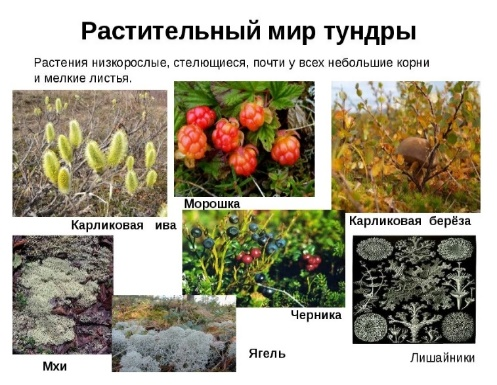 Растительный мир тундры
Растения низкорослые, стелющиеся, почти у всех небольшие корни
и мелкие листья.
Морошка
Карликовая ива
Карликовая берёза
Черника
Ягель
Лишайники
Мхи